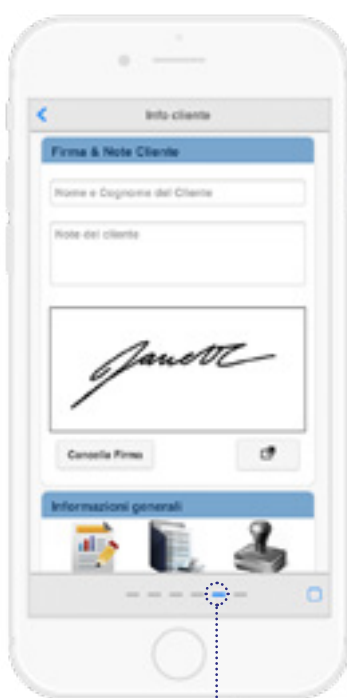 Info cliente
Firma & Note Cliente
Nome e Cognome del Cliente
Note del cliente
Cancella Firma
Informazioni generali